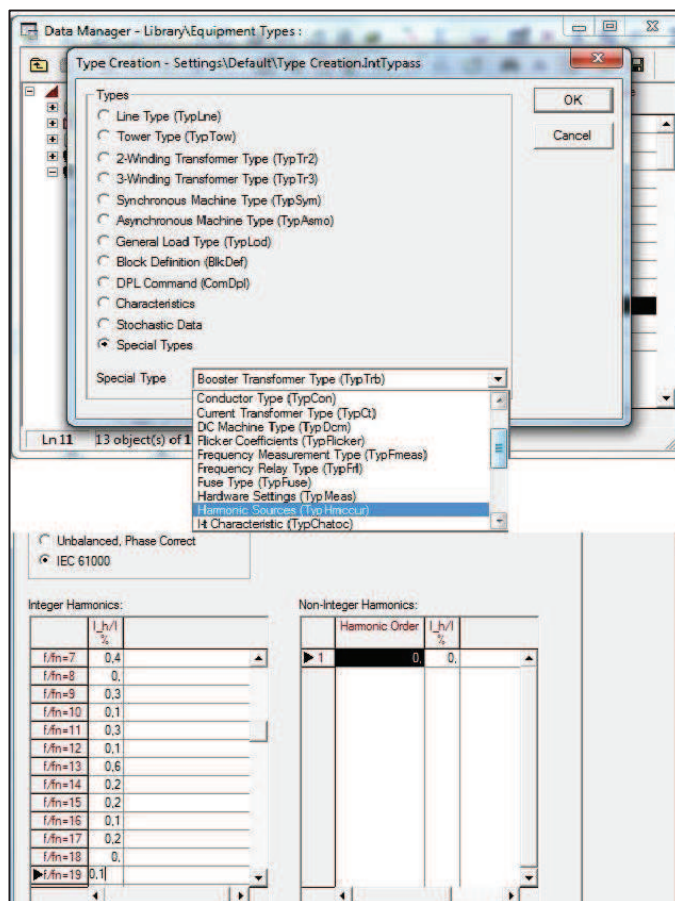 Data Manager - Library\Equipment Types :
Type Creation - Settings\Default\Type Creation.IntTypass
Types
OK
Cancel
Line Type (TypLne)
Tower Type (TypTow)
2-Winding Transformer Type (TypTr2)
3-Winding Transformer Type (TypTr3)
Synchronous Machine Type (TypSym)
Asynchronous Machine Type (TypAsmo)
General Load Type (TypLod)
Block Definition (BlkDef)
DPL Command (ComDpl)
Characteristics
Stochastic Data
Special Types
Special Type Booster Transformer Type (TypTrb)
Conductor Type (TypCon)
Current Transformer Type (TypCt)
DC Machine Type (TypDcm)
Flicker Coefficients (TypFlicker)
Frequency Measurement Type (TypFmeas)
Frequency Relay Type (TypFrl)
Fuse Type (TypFuse)
Hardware Settings (TypMeas)
Harmonic Sources (TypHmccur)
I-t Characteristic (TypChatoc)
Ln 11 13 object(s) of 1
Unbalanced, Phase Correct
IEC 61000
Integer Harmonics: Non-Integer Harmonics:
I_h/I Harmonic Order I_h/I
% %
f/fn=7 0,4 1 0, 0,
f/fn=8 0,
f/fn=9 0,3
f/fn=10 0,1
f/fn=11 0,3
f/fn=12 0,1
f/fn=13 0,6
f/fn=14 0,2
f/fn=15 0,2
f/fn=16 0,1
f/fn=17 0,2
f/fn=18 0,
f/fn=19 0,1